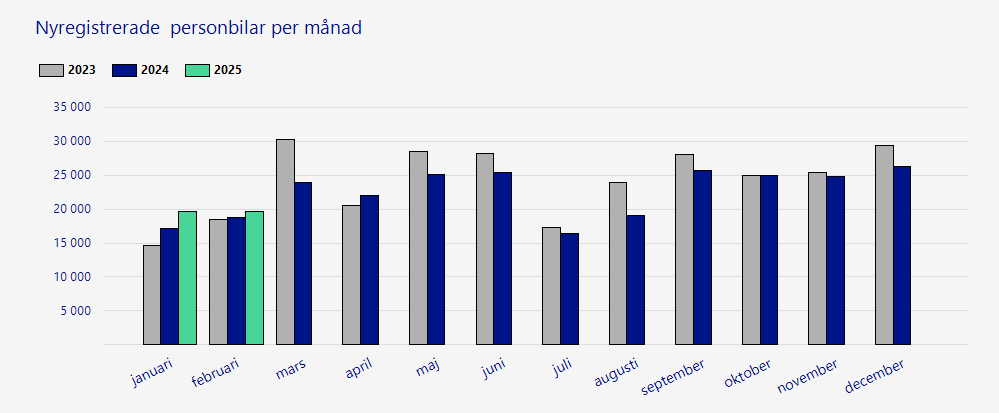 Nyregistrerade  personbilar per månad
2023 2024 2025
35 000
30 000
25 000
20 000
15 000
10 000
5 000
januari februari mars april maj juni juli augusti september oktober november december